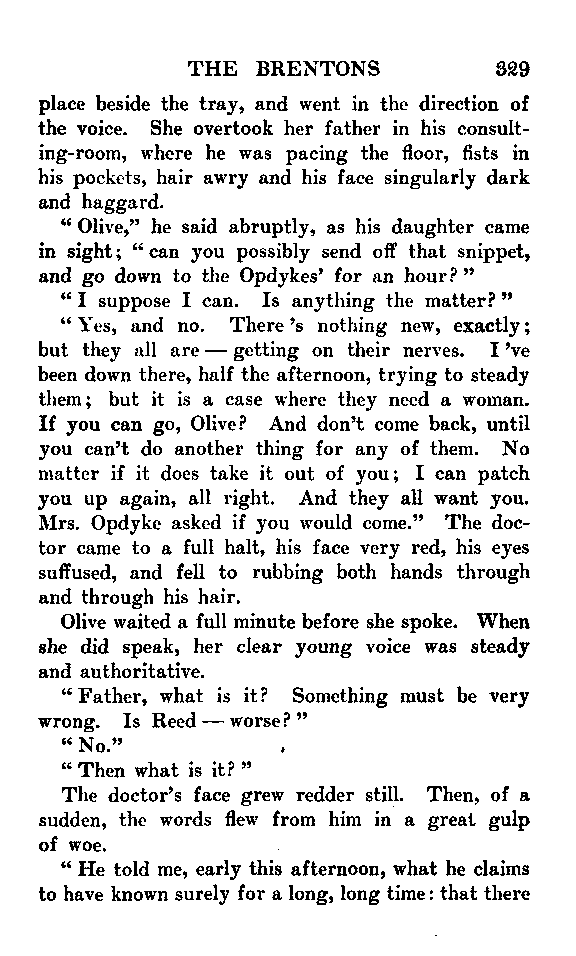 THE BRENTONS 329
place beside the tray, and went in the direction of
the voice. She overtook her father in his consult-
ing-room, where he was pacing the floor, fists in
his pockets, hair awry and his face singularly dark
and haggard.
“ Olive,” he said abruptly, as his daughter came
in sight; “ can you possibly send off that snippet,
and go down to the Opdykes’ for an hour? ”
“ I suppose I can. Is anything the matter? ”
“ Yes, and no. There ’s nothing new, exactly;
but they all are — getting on their nerves. I ’ve
been down there, half the afternoon, trying to steady
them; but it is a case where they need a woman.
If you can go, Olive? And don’t come back, until
you can’t do another thing for any of them. No
matter if it does take it out of you; I can patch
you up again, all right. And they all want you.
Mrs. Opdyke asked if you would come.” The doc-
tor came to a full halt, his face very red, his eyes
suffused, and fell to rubbing both hands through
and through his hair.
Olive waited a full minute before she spoke. When
she did speak, her clear young voice was steady
and authoritative.
“ Father, what is it? Something must be very
wrong. Is Reed — worse? ”
“ No.”
“ Then what is it? ”
The doctor’s face grew redder still. Then, of a
sudden, the words flew from him in a great gulp
of woe.
“ He told me, early this afternoon, what he claims
to have known surely for a long, long time: that there